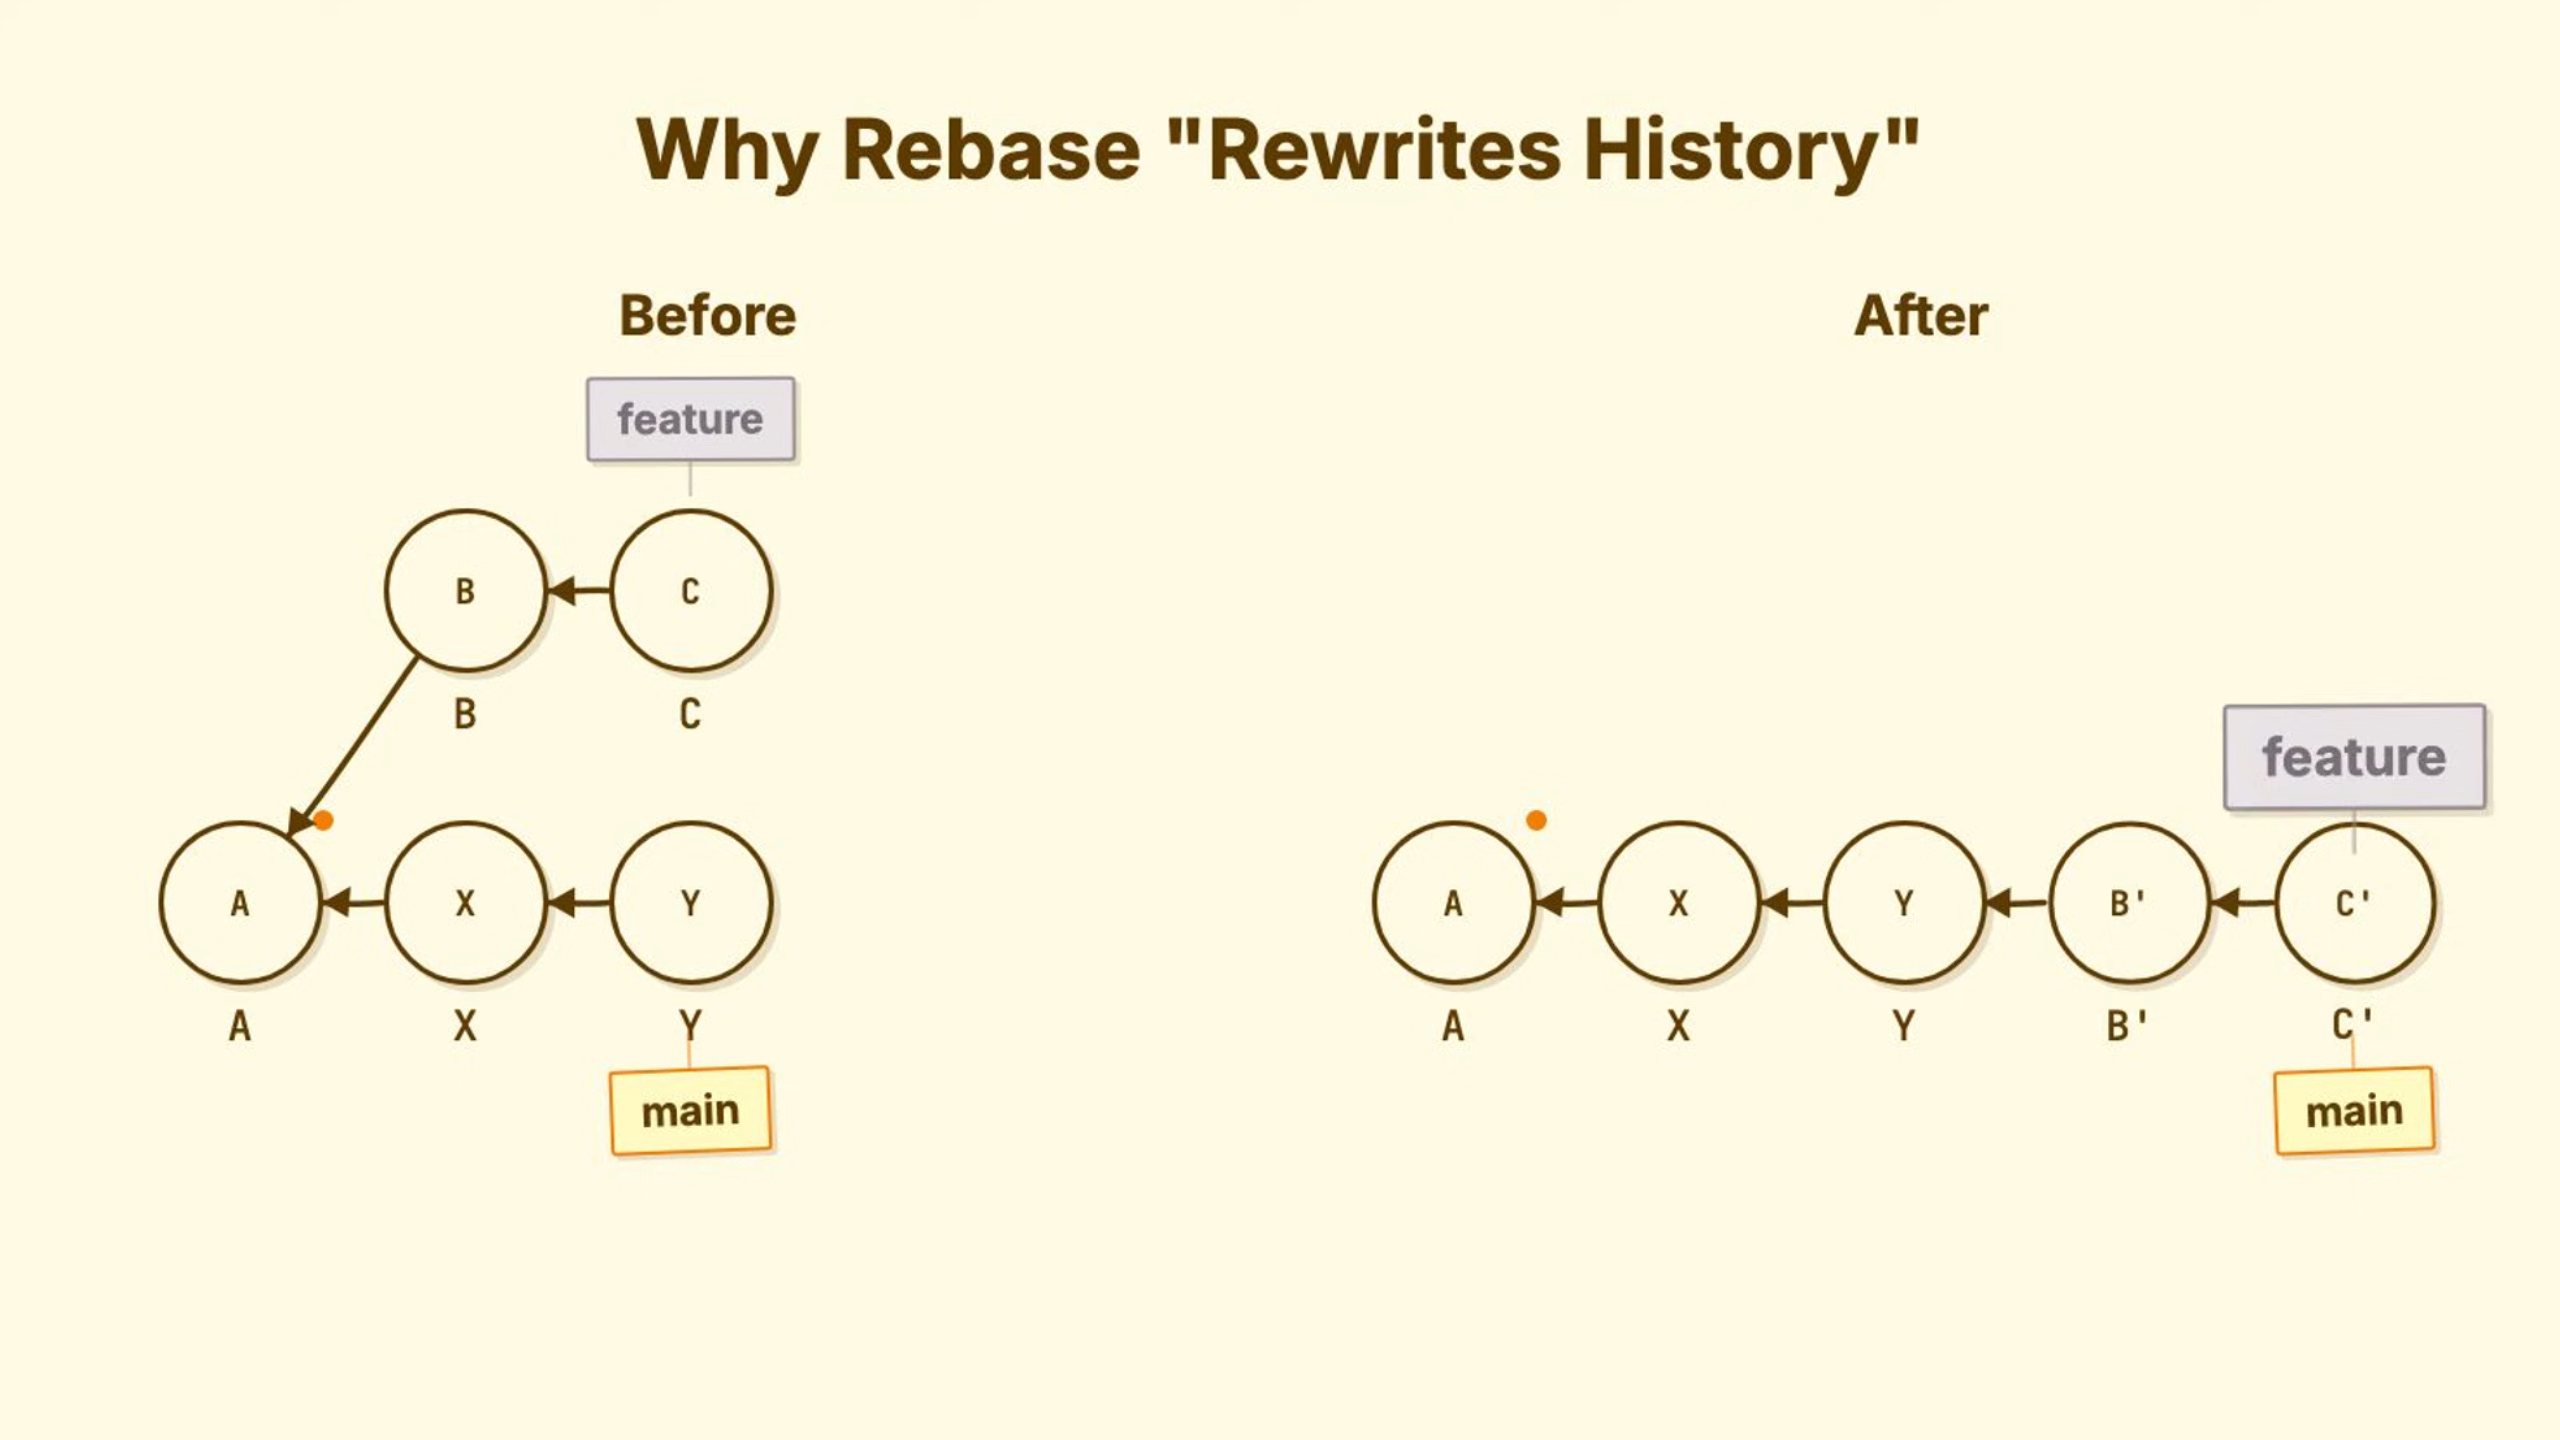 Why Rebase "Rewrites History"
Before
feature
B
C
B
C
A
X
Y
A
X
Y
main
After
feature
A
X
Y
B'
C'
A
X
Y
B'
C'
main